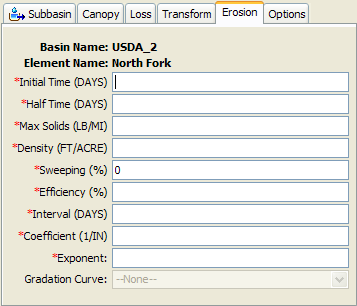 Subbasin Canopy Loss Transform Erosion Options
Basin Name: USDA_2
Element Name: North Fork
*Initial Time (DAYS)
*Half Time (DAYS)
*Max Solids (LB/MI)
*Density (FT/ACRE)
*Sweeping (%) 0
*Efficiency (%)
*Interval (DAYS)
*Coefficient (1/IN)
*Exponent:
Gradation Curve: --None--